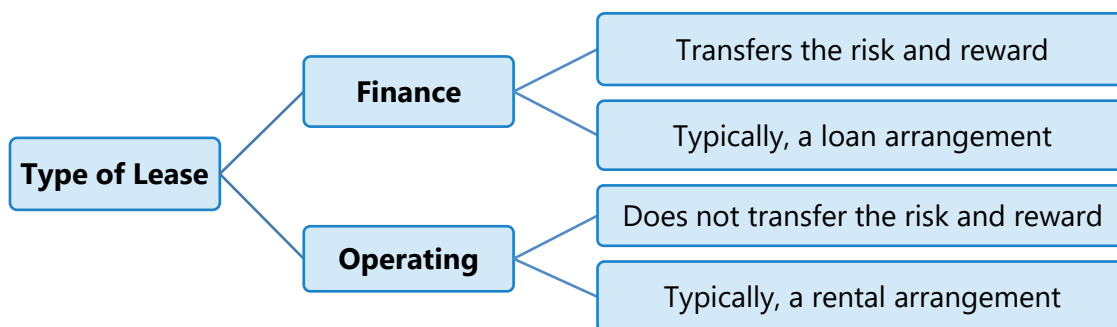 Type of Lease
Finance
Transfers the risk and reward
Typically, a loan arrangement
Operating
Does not transfer the risk and reward
Typically, a rental arrangement